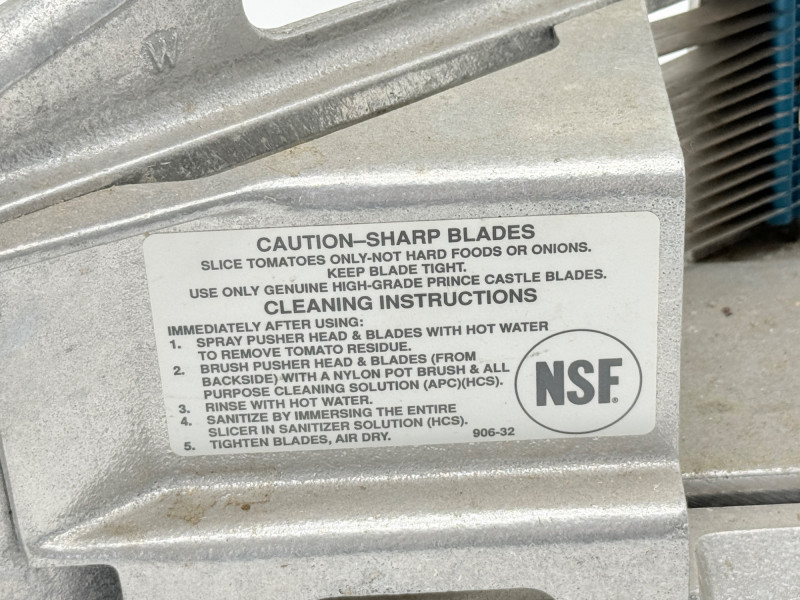 W
CAUTION–SHARP BLADES
SLICE TOMATOES ONLY-NOT HARD FOODS OR ONIONS.
KEEP BLADE TIGHT.
USE ONLY GENUINE HIGH-GRADE PRINCE CASTLE BLADES.
CLEANING INSTRUCTIONS
IMMEDIATELY AFTER USING:
1. SPRAY PUSHER HEAD & BLADES WITH HOT WATER
TO REMOVE TOMATO RESIDUE.
2. BRUSH PUSHER HEAD & BLADES (FROM
BACKSIDE) WITH A NYLON POT BRUSH & ALL
PURPOSE CLEANING SOLUTION (APC)(HCS).
3. RINSE WITH HOT WATER.
4. SANITIZE BY IMMERSING THE ENTIRE
SLICER IN SANITIZER SOLUTION (HCS).
5. TIGHTEN BLADES, AIR DRY.
906-32
NSF®